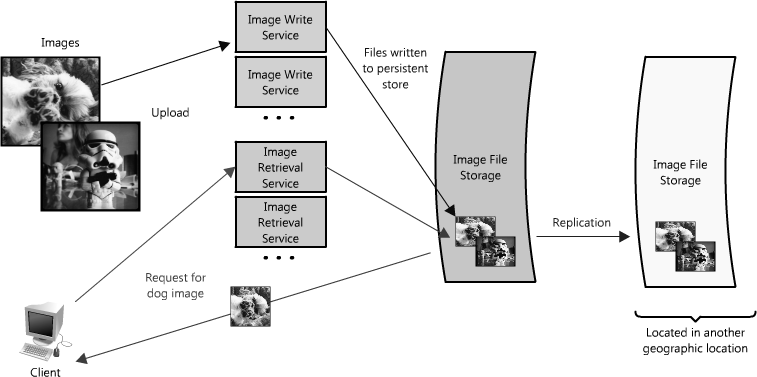 Images
Upload
Image Write
Service
Image Write
Service
• • •
Image
Retrieval
Service
Image
Retrieval
Service
• • •
Files written
to persistent
store
Image File
Storage
Replication
Image File
Storage
Located in another
geographic location
Request for
dog image
Client